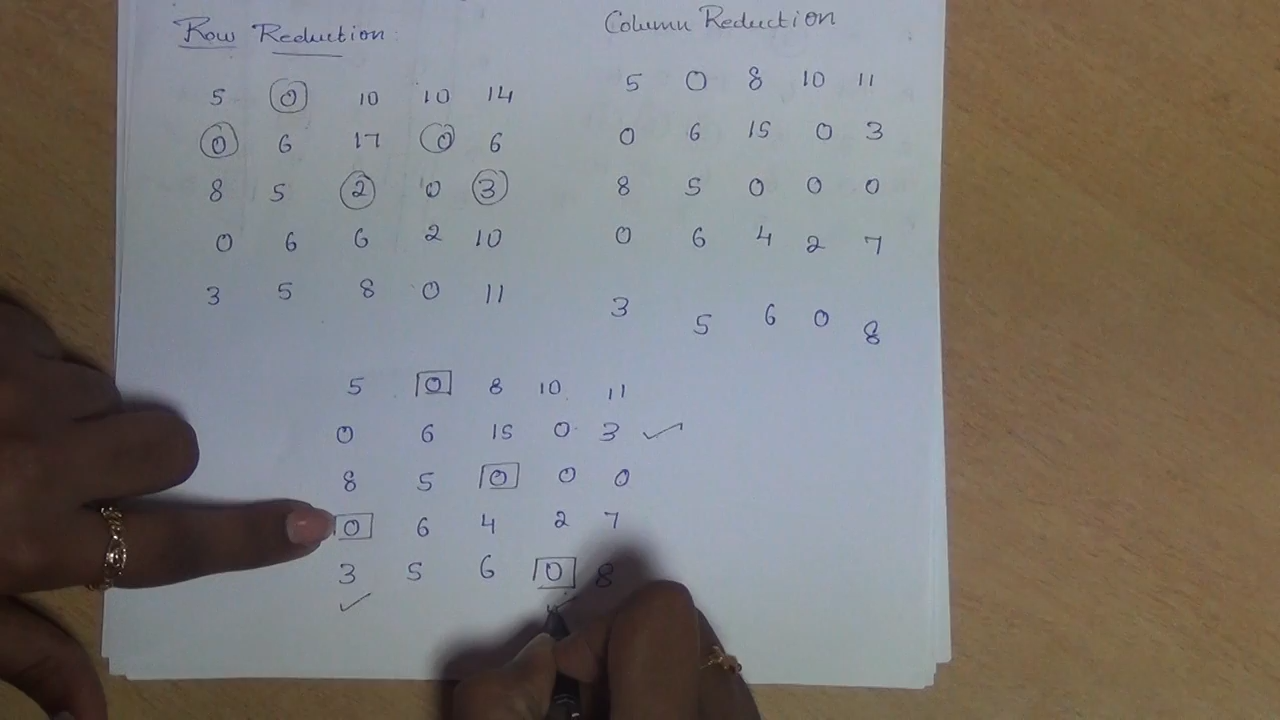 Row Reduction:
5 0 10 10 14
0 6 17 0 6
8 5 2 0 3
0 6 6 2 10
3 5 8 0 11
Column Reduction
5 0 8 10 11
0 6 15 0 3
8 5 0 0 0
0 6 4 2 7
3 5 6 0 8
5 0 8 10 11
0 6 15 0 3 ✓
8 5 0 0 0
0 6 4 2 7
3 5 6 0 8
✓